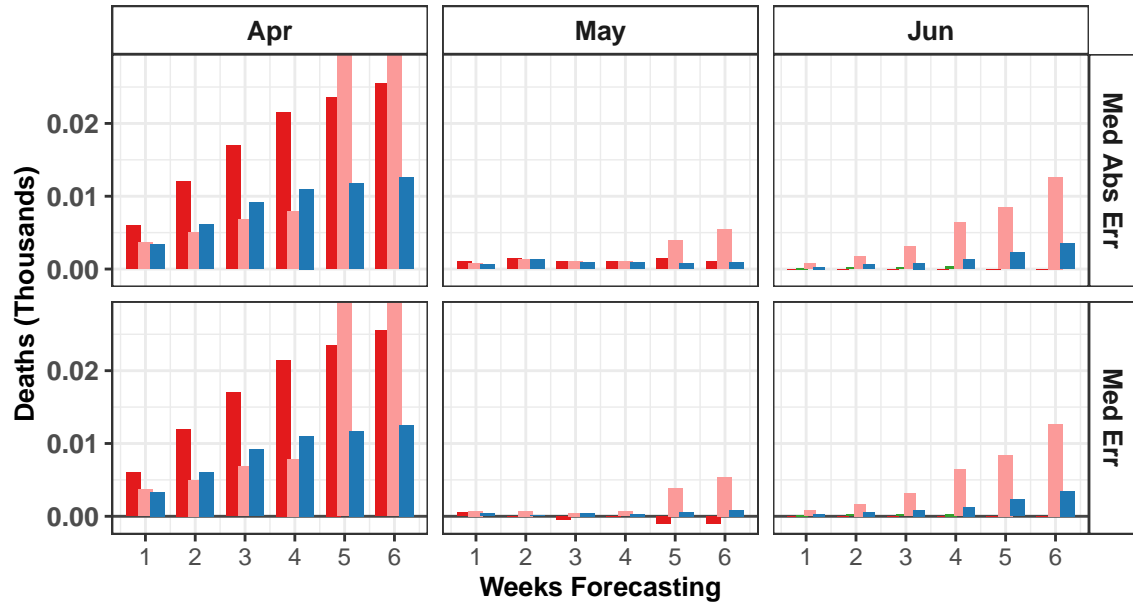 Apr May Jun
Deaths (Thousands)
0.02
0.01
0.00
Med Abs Err
0.02
0.01
0.00
Med Err
1 2 3 4 5 6 1 2 3 4 5 6 1 2 3 4 5 6
Weeks Forecasting